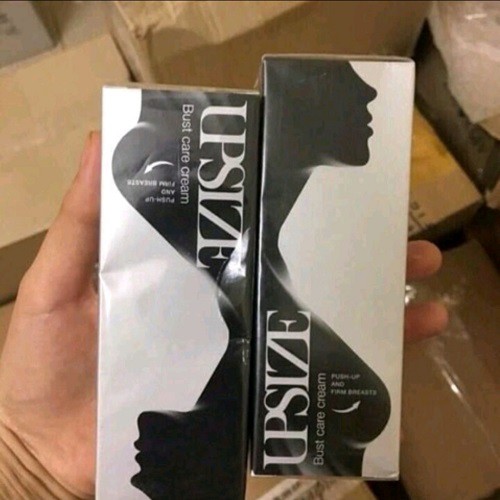 UPSIZE
Bust care cream
PUSH-UP
AND
FIRM BREASTS
UPSIZE
Bust care cream
PUSH-UP
AND
FIRM BREASTS